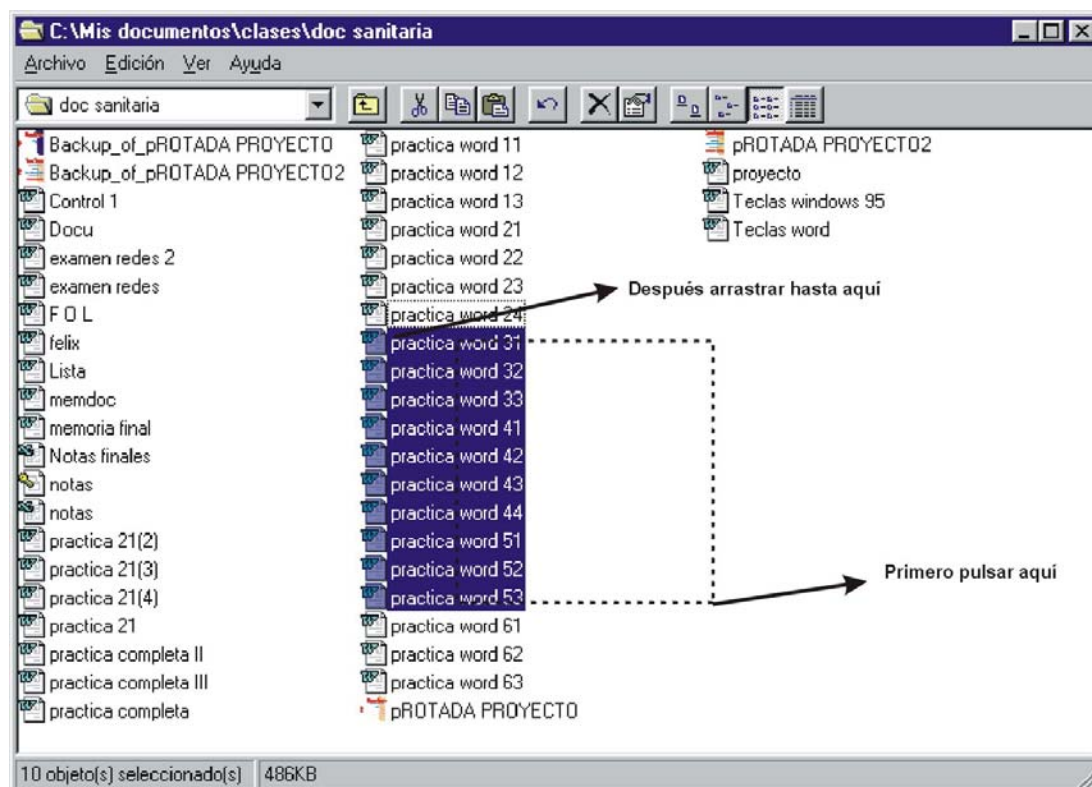 C:\Mis documentos\clases\doc sanitaria
Archivo Edición Ver Ayuda
doc sanitaria
Backup_of_pROTADA PROYECTO
Backup_of_pROTADA PROYECTO2
Control 1
Docu
examen redes 2
examen redes
F O L
felix
Lista
memdoc
memoria final
Notas finales
notas
notas
practica 21(2)
practica 21(3)
practica 21(4)
practica 21
practica completa II
practica completa III
practica completa
practica word 11
practica word 12
practica word 13
practica word 21
practica word 22
practica word 23
practica word 24
practica word 31
practica word 32
practica word 33
practica word 41
practica word 42
practica word 43
practica word 44
practica word 51
practica word 52
practica word 53
practica word 61
practica word 62
practica word 63
pROTADA PROYECTO
pROTADA PROYECTO2
proyecto
Teclas windows 95
Teclas word
Después arrastrar hasta aquí
Primero pulsar aquí
10 objeto(s) seleccionado(s) 486KB